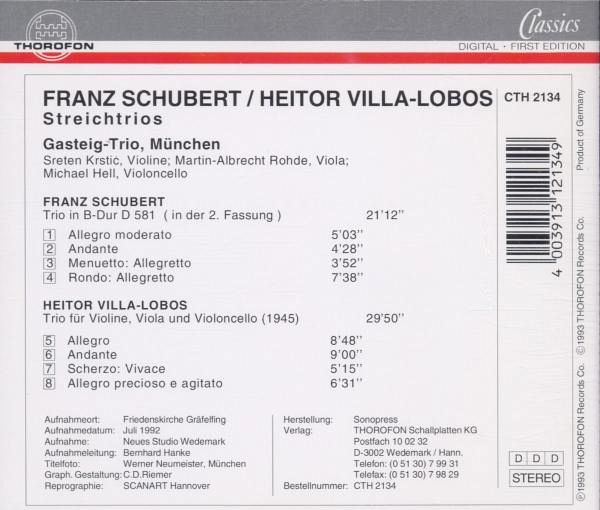 THOROFON
Classics
DIGITAL · FIRST EDITION
FRANZ SCHUBERT / HEITOR VILLA-LOBOS
CTH 2134
Streichtrios
Gasteig-Trio, München
Sreten Krstić, Violine; Martin-Albrecht Rohde, Viola;
Michael Hell, Violoncello
FRANZ SCHUBERT
Trio in B-Dur D 581 ( in der 2. Fassung ) 21'12''
1 Allegro moderato 5'03''
2 Andante 4'28''
3 Menuetto: Allegretto 3'52''
4 Rondo: Allegretto 7'38''
HEITOR VILLA-LOBOS
Trio für Violine, Viola und Violoncello (1945) 29'50''
5 Allegro 8'48''
6 Andante 9'00''
7 Scherzo: Vivace 5'15''
8 Allegro precioso e agitato 6'31''
Aufnahmeort: Friedenskirche Gräfelfing
Aufnahmedatum: Juli 1992
Aufnahme: Neues Studio Wedemark
Aufnahmeleitung: Bernhard Hanke
Titelfoto: Werner Neumeister, München
Graph. Gestaltung: C.D.Riemer
Reprographie: SCANART Hannover
Herstellung: Sonopress
Verlag: THOROFON Schallplatten KG
Postfach 10 02 32
D-3002 Wedemark / Hann.
Telefon: (0 51 30) 7 99 31
Telefax: (0 51 30) 7 98 29
Bestellnummer: CTH 2134
4 003913 121349
Product of Germany
©1993 THOROFON Records Co.
℗1993 THOROFON Records Co.
D D D
STEREO